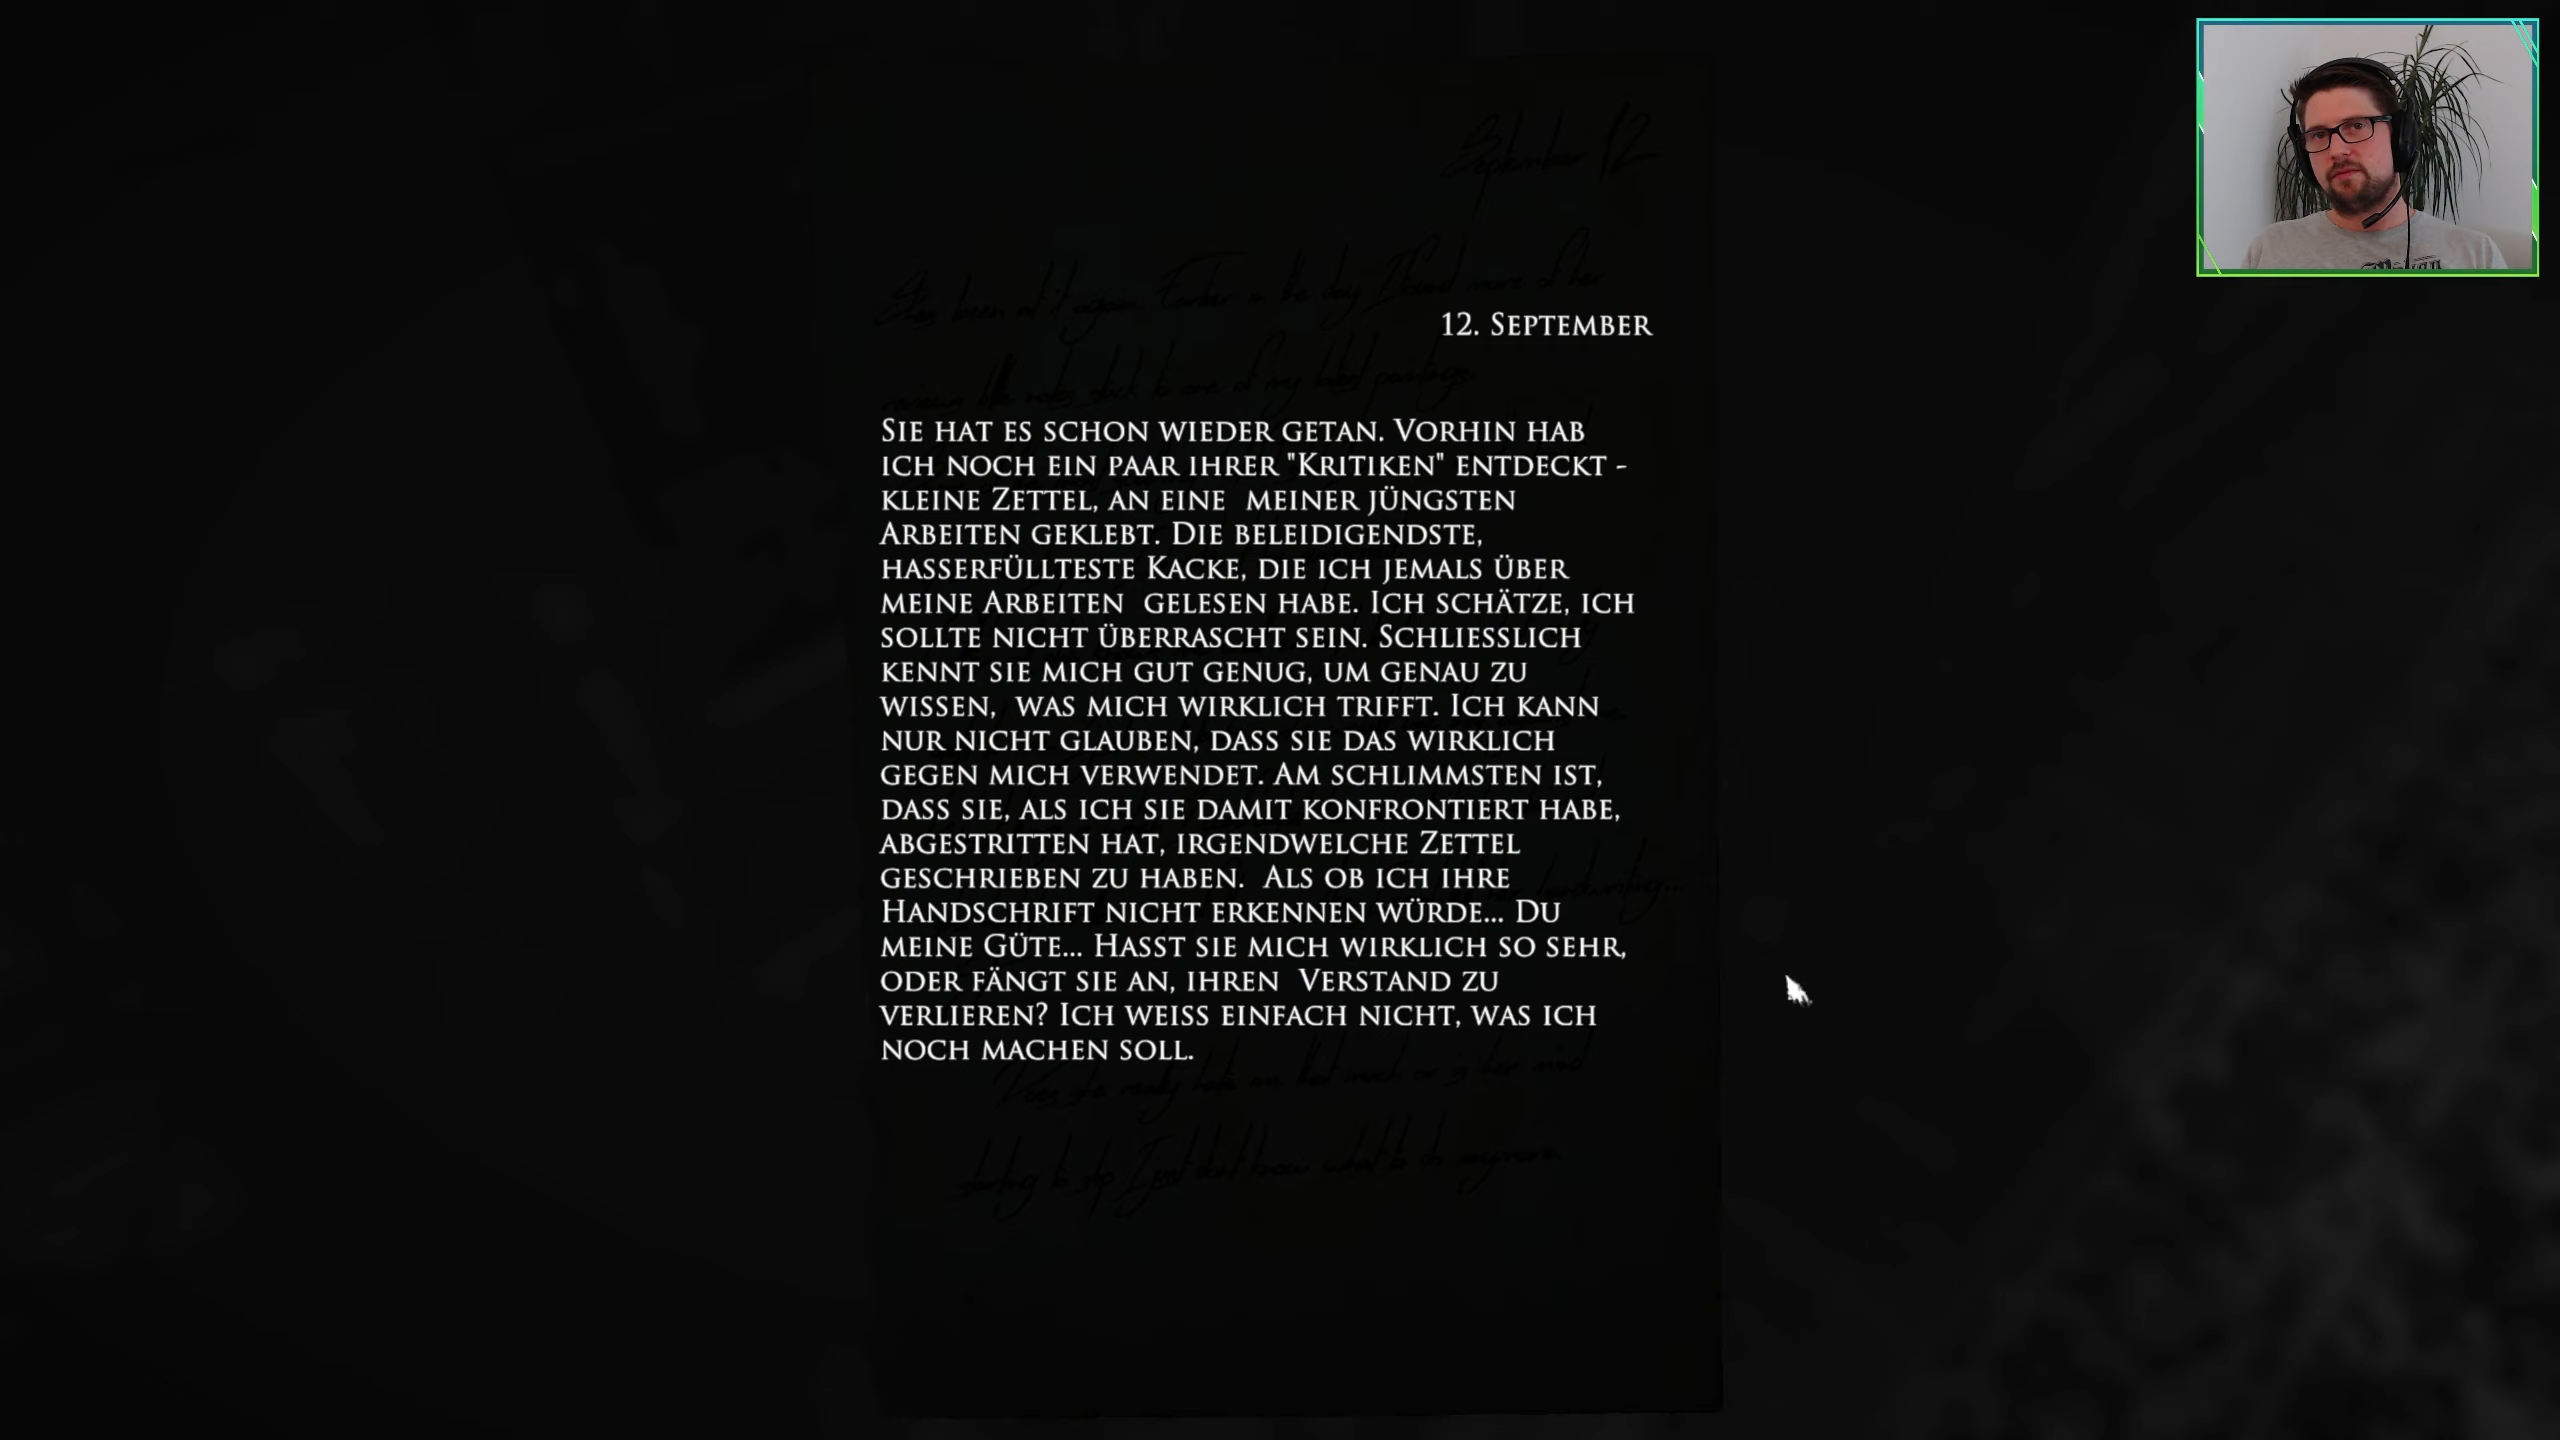 September 12
12. September
Sie hat es schon wieder getan. Vorhin hab
ich noch ein paar ihrer "Kritiken" entdeckt -
kleine Zettel, an eine  meiner jüngsten
Arbeiten geklebt. Die beleidigendste,
hasserfüllteste Kacke, die ich jemals über
meine Arbeiten  gelesen habe. Ich schätze, ich
sollte nicht überrascht sein. Schliesslich
kennt sie mich gut genug, um genau zu
wissen,  was mich wirklich trifft. Ich kann
nur nicht glauben, dass sie das wirklich
gegen mich verwendet. Am schlimmsten ist,
dass sie, als ich sie damit konfrontiert habe,
abgestritten hat, irgendwelche Zettel
geschrieben zu haben.  Als ob ich ihre
Handschrift nicht erkennen würde... Du
meine Güte... Hasst sie mich wirklich so sehr,
oder fängt sie an, ihren  Verstand zu
verlieren? Ich weiss einfach nicht, was ich
noch machen soll.